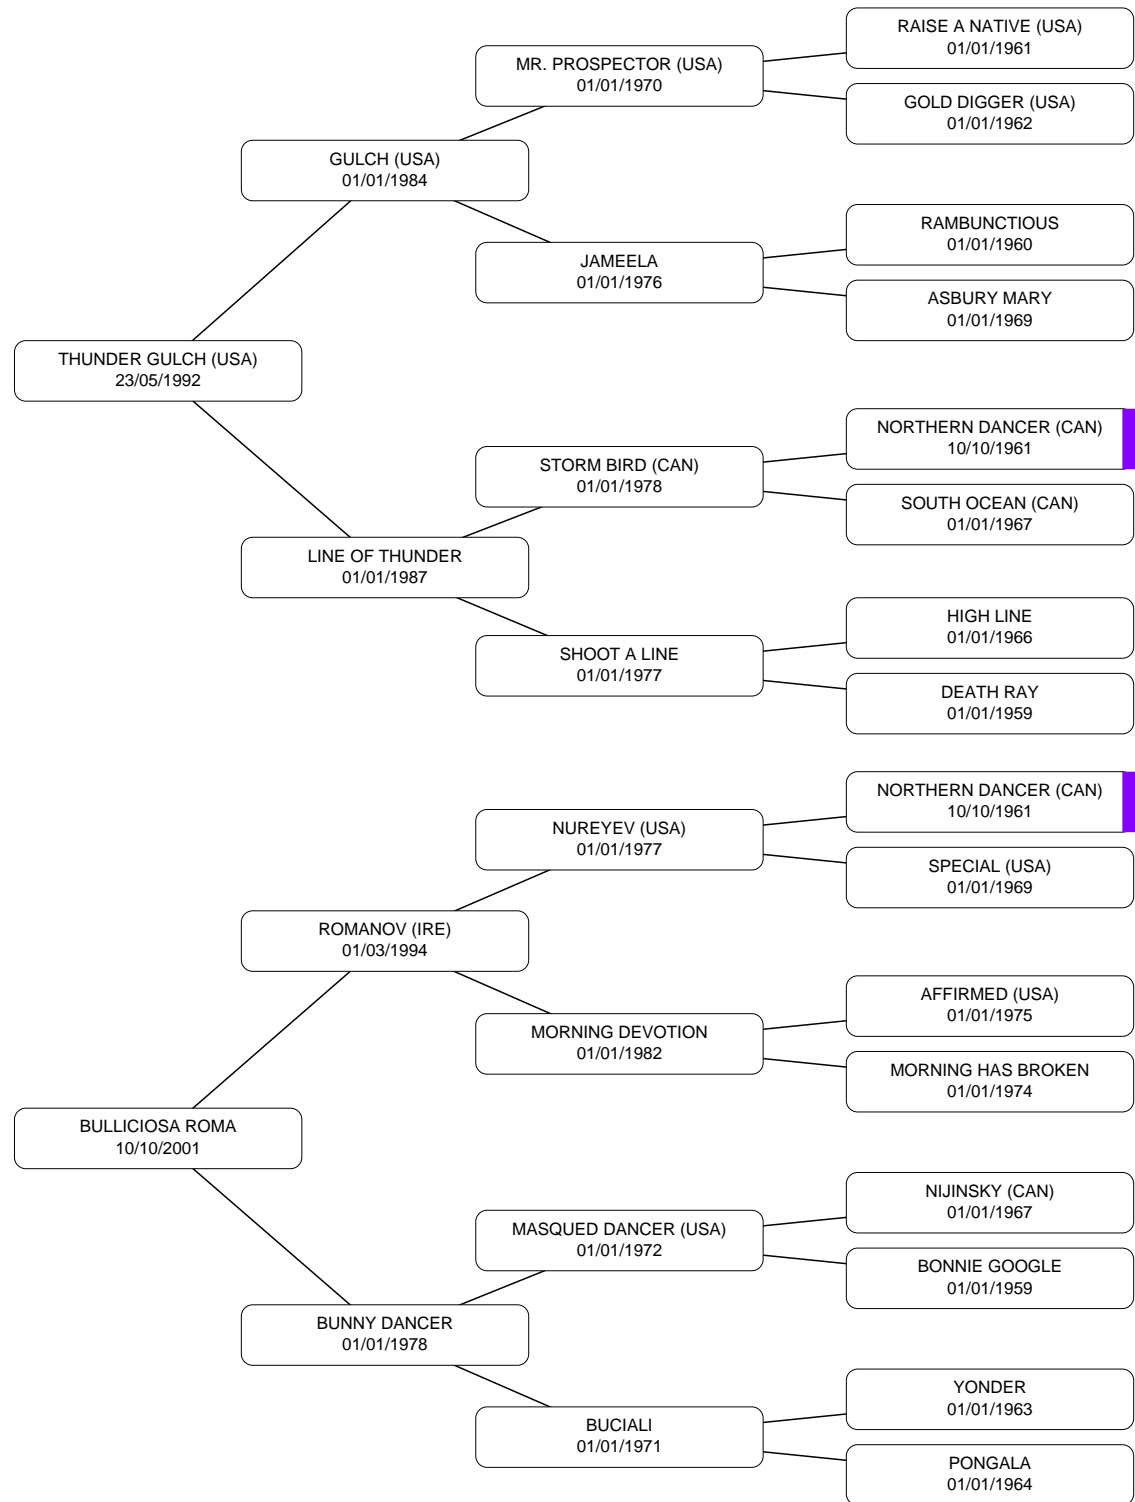 RAISE A NATIVE (USA)
01/01/1961
MR. PROSPECTOR (USA)
01/01/1970
GOLD DIGGER (USA)
01/01/1962
GULCH (USA)
01/01/1984
RAMBUNCTIOUS
01/01/1960
JAMEELA
01/01/1976
ASBURY MARY
01/01/1969
THUNDER GULCH (USA)
23/05/1992
NORTHERN DANCER (CAN)
10/10/1961
STORM BIRD (CAN)
01/01/1978
SOUTH OCEAN (CAN)
01/01/1967
LINE OF THUNDER
01/01/1987
HIGH LINE
01/01/1966
SHOOT A LINE
01/01/1977
DEATH RAY
01/01/1959
NORTHERN DANCER (CAN)
10/10/1961
NUREYEV (USA)
01/01/1977
SPECIAL (USA)
01/01/1969
ROMANOV (IRE)
01/03/1994
AFFIRMED (USA)
01/01/1975
MORNING DEVOTION
01/01/1982
MORNING HAS BROKEN
01/01/1974
BULLICIOSA ROMA
10/10/2001
NIJINSKY (CAN)
01/01/1967
MASQUED DANCER (USA)
01/01/1972
BONNIE GOOGLE
01/01/1959
BUNNY DANCER
01/01/1978
YONDER
01/01/1963
BUCIALI
01/01/1971
PONGALA
01/01/1964